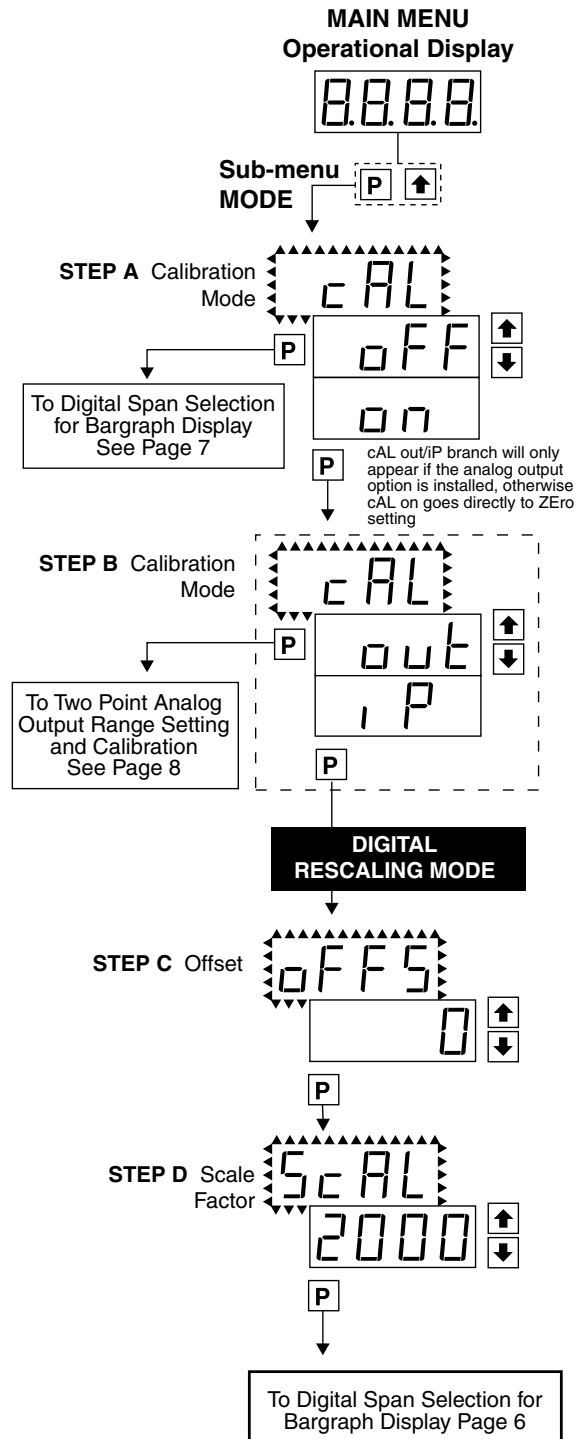 MAIN MENU
Operational Display
8.8.8.8.
Sub-menu
MODE
P
STEP A Calibration
Mode
cAL
oFF
on
P
To Digital Span Selection
for Bargraph Display
See Page 7
P
cAL out/iP branch will only
appear if the analog output
option is installed, otherwise
cAL on goes directly to ZEro
setting
STEP B Calibration
Mode
cAL
out
iP
P
To Two Point Analog
Output Range Setting
and Calibration
See Page 8
P
DIGITAL
RESCALING MODE
STEP C Offset
oFFS
0
P
STEP D Scale
Factor
ScAL
2000
P
To Digital Span Selection for
Bargraph Display Page 6